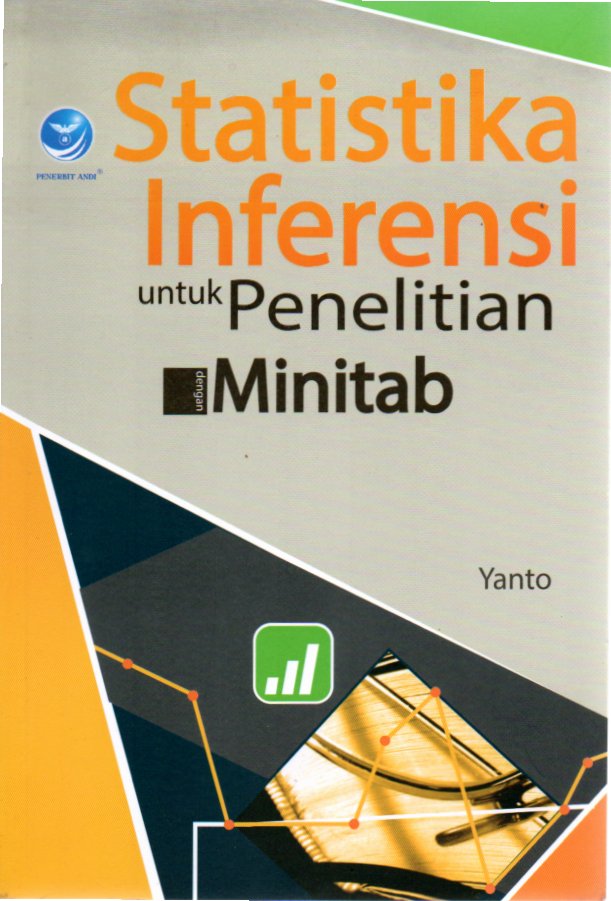 Statistika
PENERBIT ANDI®
Inferensi
untuk Penelitian
dengan Minitab
Yanto